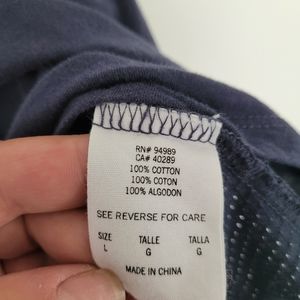 RN# 94989
CA# 40289
100% COTTON
100% COTON
100% ALGODON
SEE REVERSE FOR CARE
SIZE TALLE TALLA
L G G
MADE IN CHINA